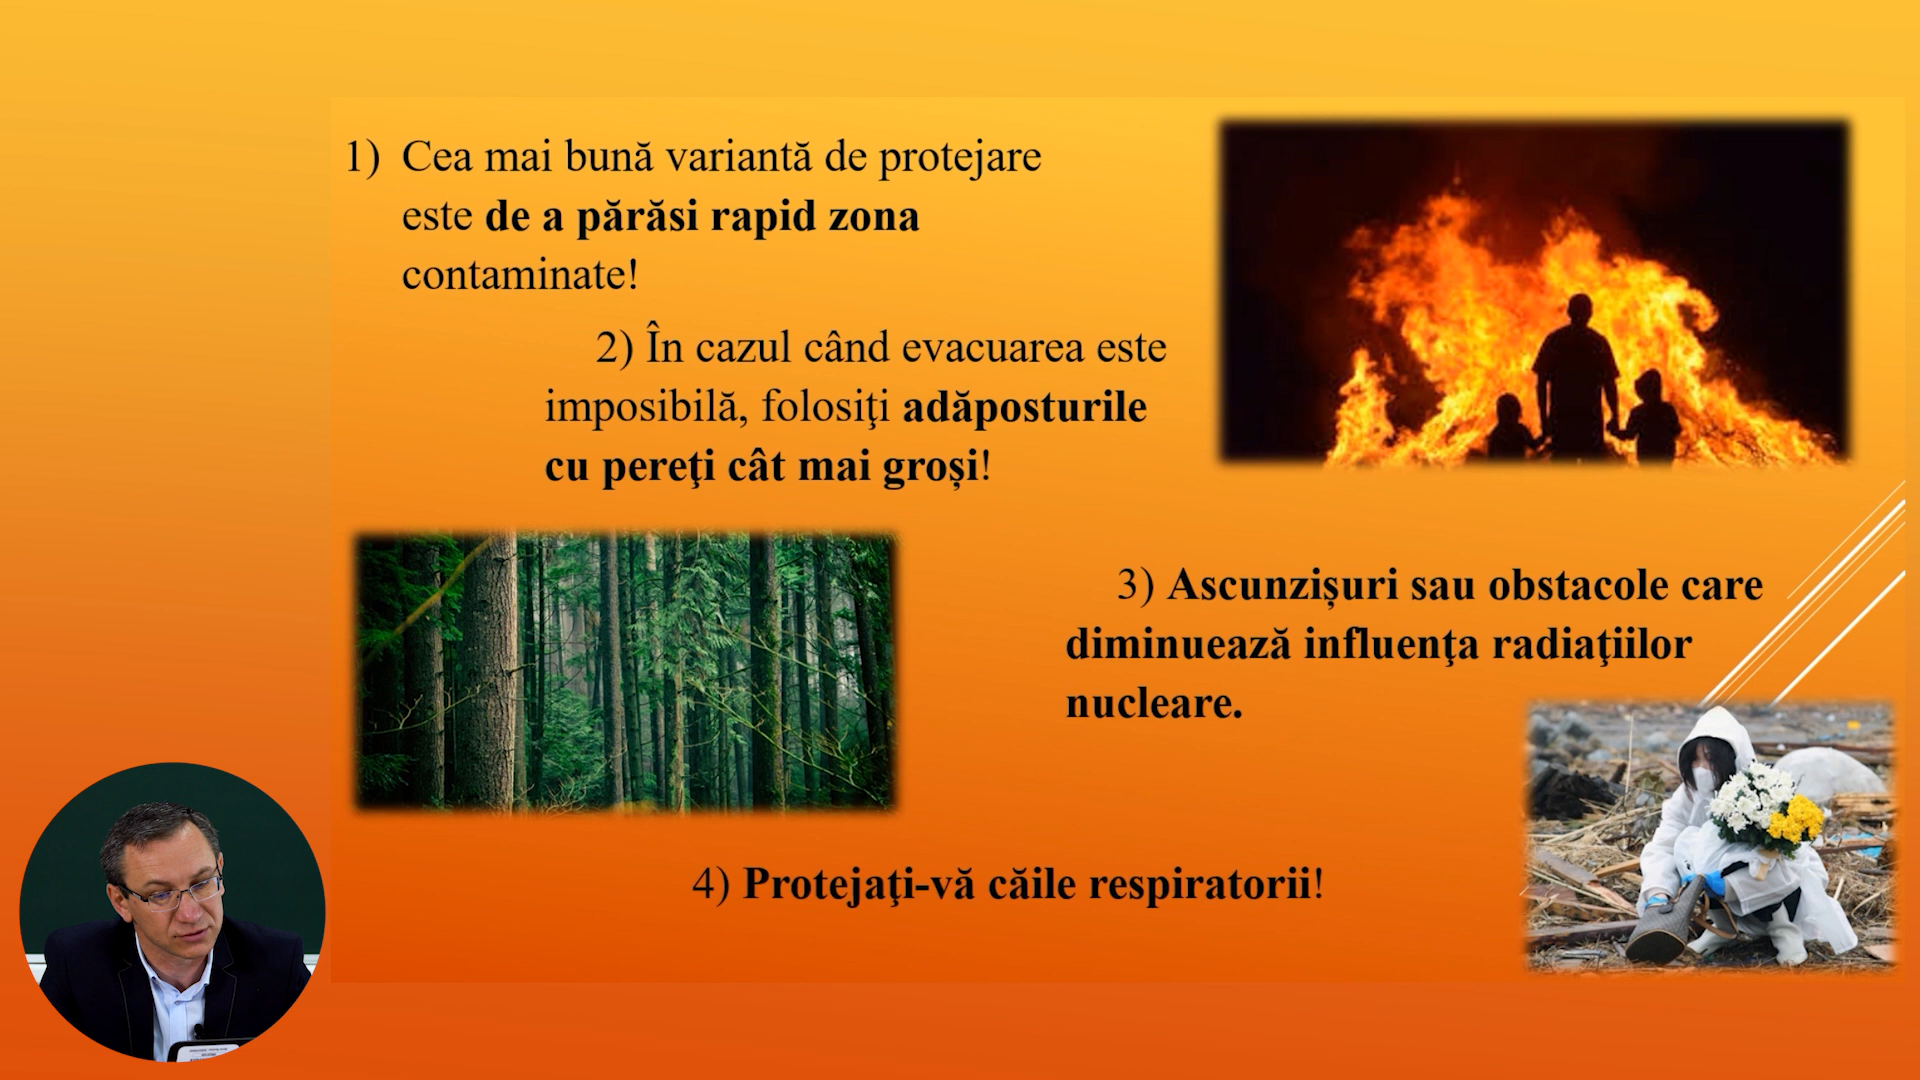 1) Cea mai bună variantă de protejare
este de a părăsi rapid zona
contaminate!
2) În cazul când evacuarea este
imposibilă, folosiţi adăposturile
cu pereţi cât mai groși!
3) Ascunzișuri sau obstacole care
diminuează influenţa radiaţiilor
nucleare.
4) Protejaţi-vă căile respiratorii!